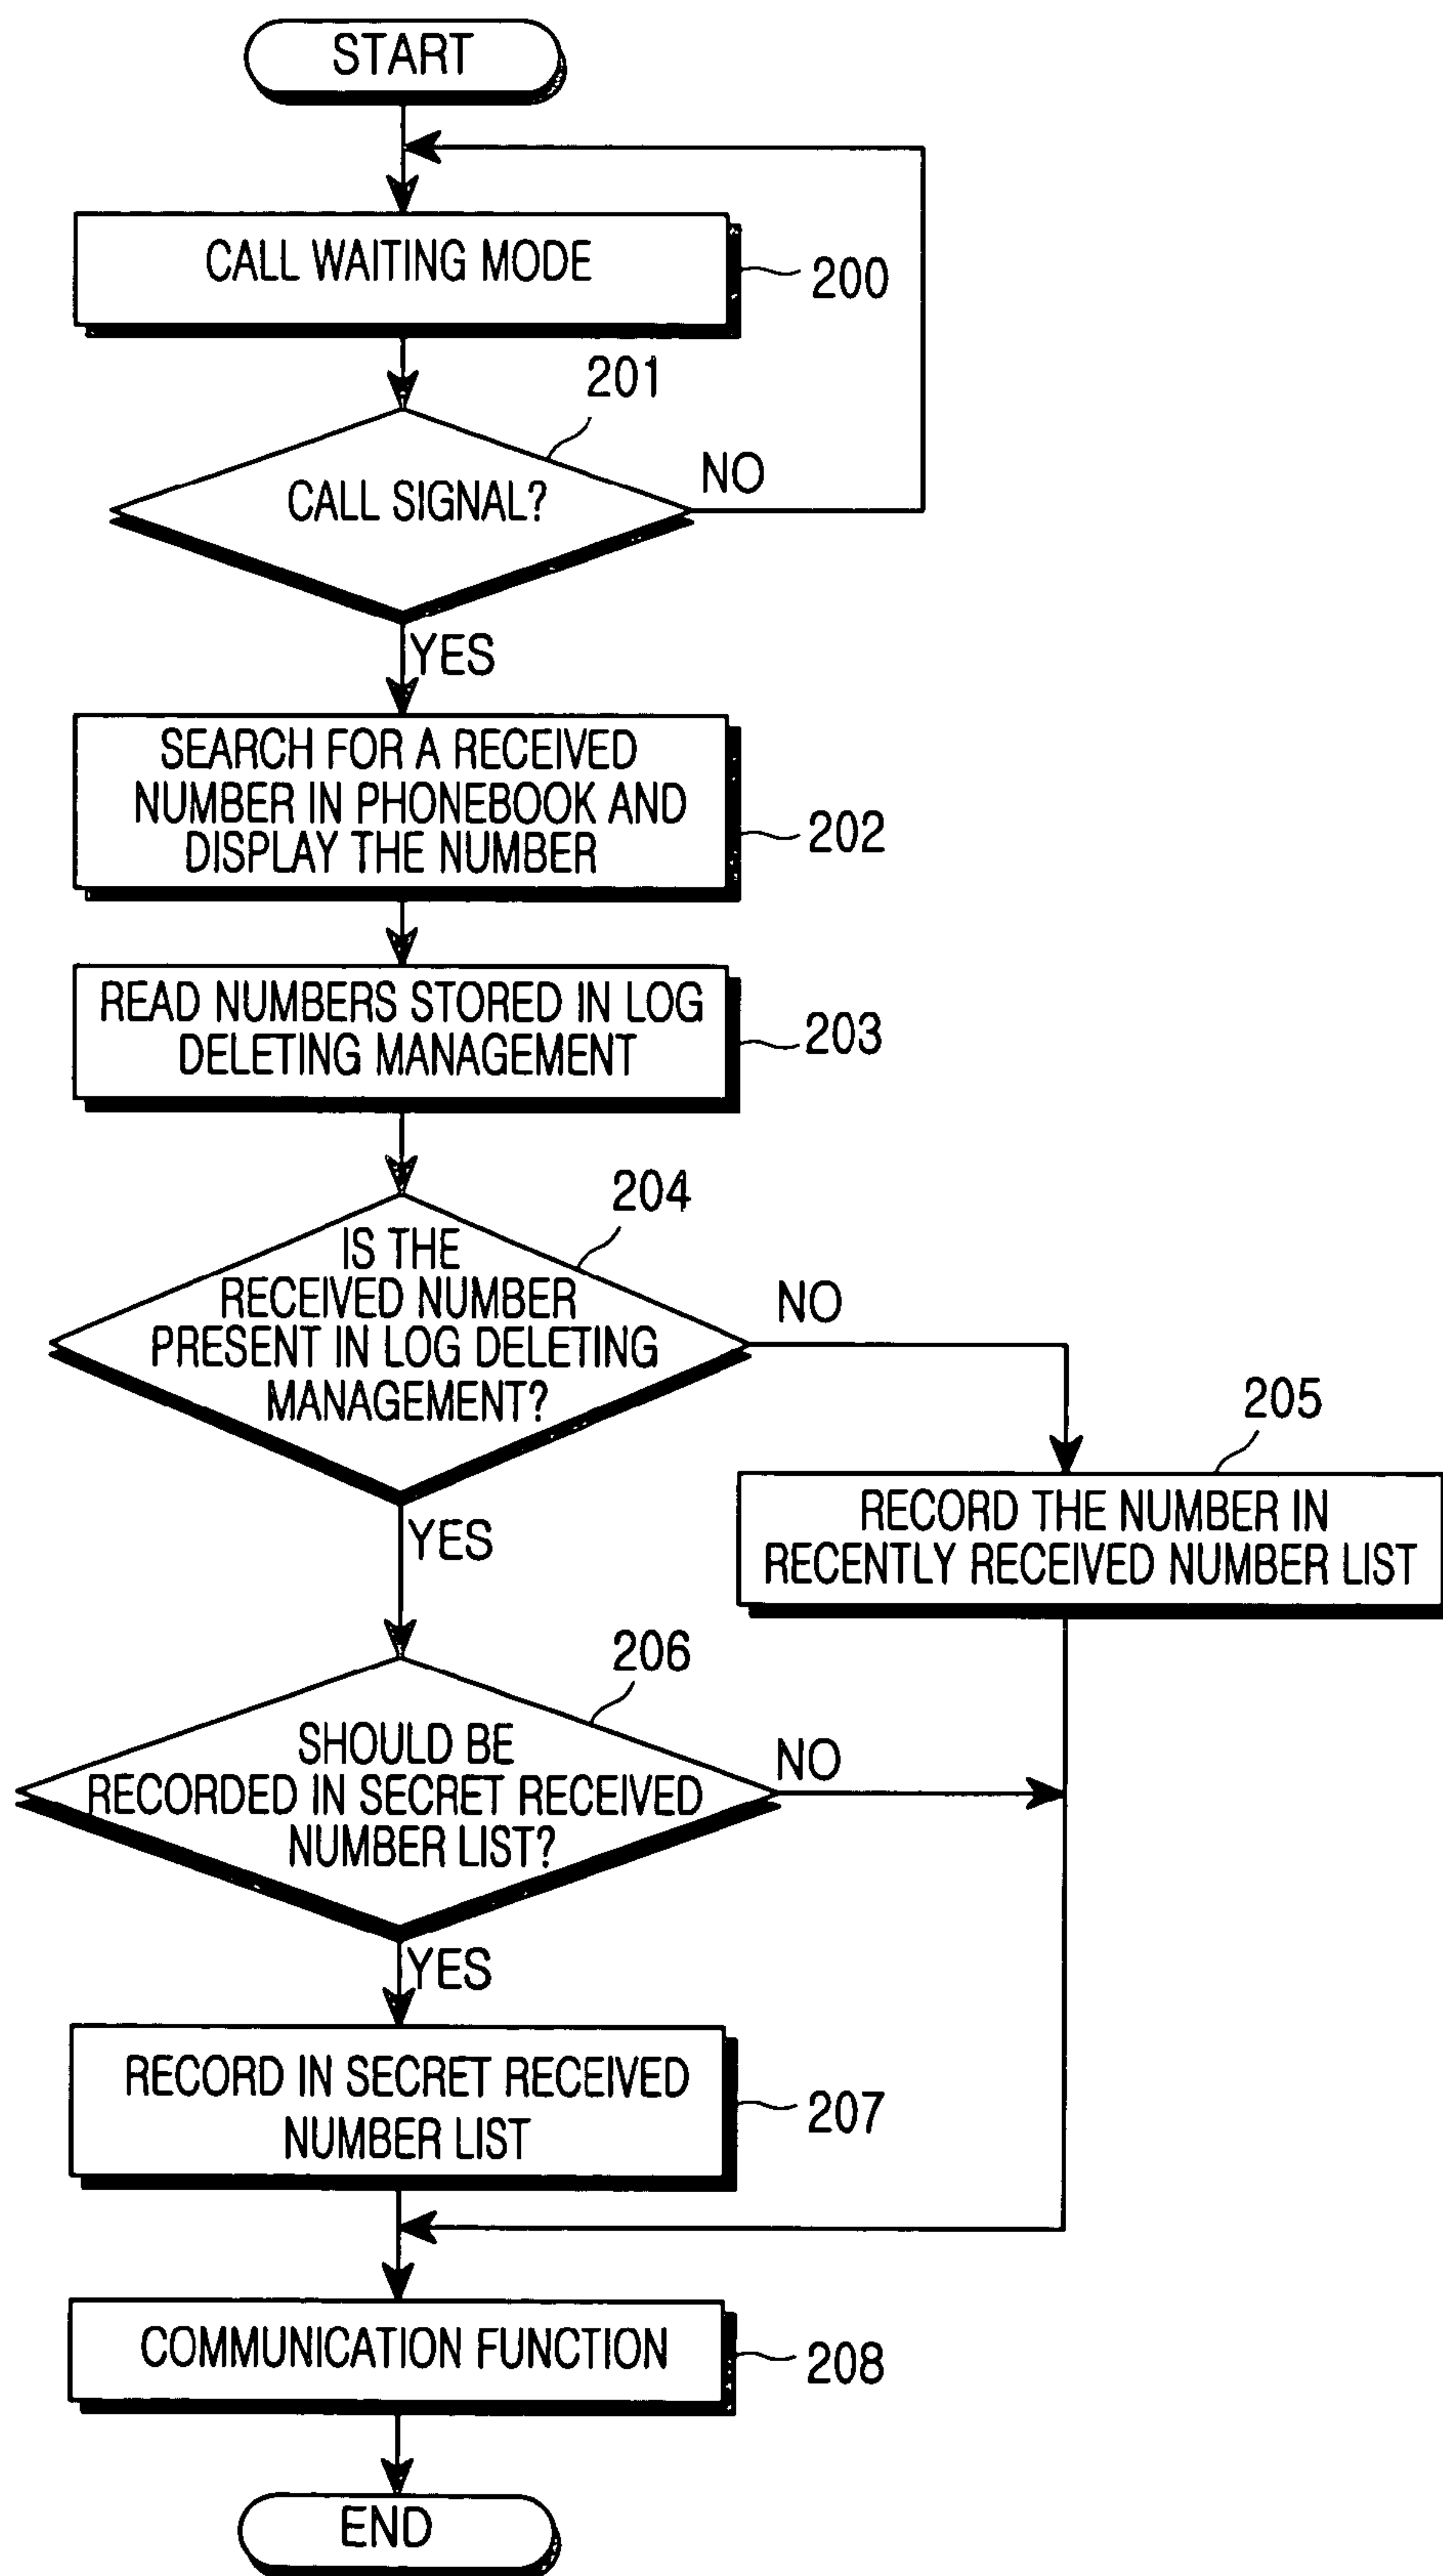 START
CALL WAITING MODE
200
201
CALL SIGNAL?
NO
YES
SEARCH FOR A RECEIVED
NUMBER IN PHONEBOOK AND
DISPLAY THE NUMBER
202
READ NUMBERS STORED IN LOG
DELETING MANAGEMENT
203
204
IS THE
RECEIVED NUMBER
PRESENT IN LOG DELETING
MANAGEMENT?
NO
YES
205
RECORD THE NUMBER IN
RECENTLY RECEIVED NUMBER LIST
206
SHOULD BE
RECORDED IN SECRET RECEIVED
NUMBER LIST?
NO
YES
RECORD IN SECRET RECEIVED
NUMBER LIST
207
COMMUNICATION FUNCTION
208
END